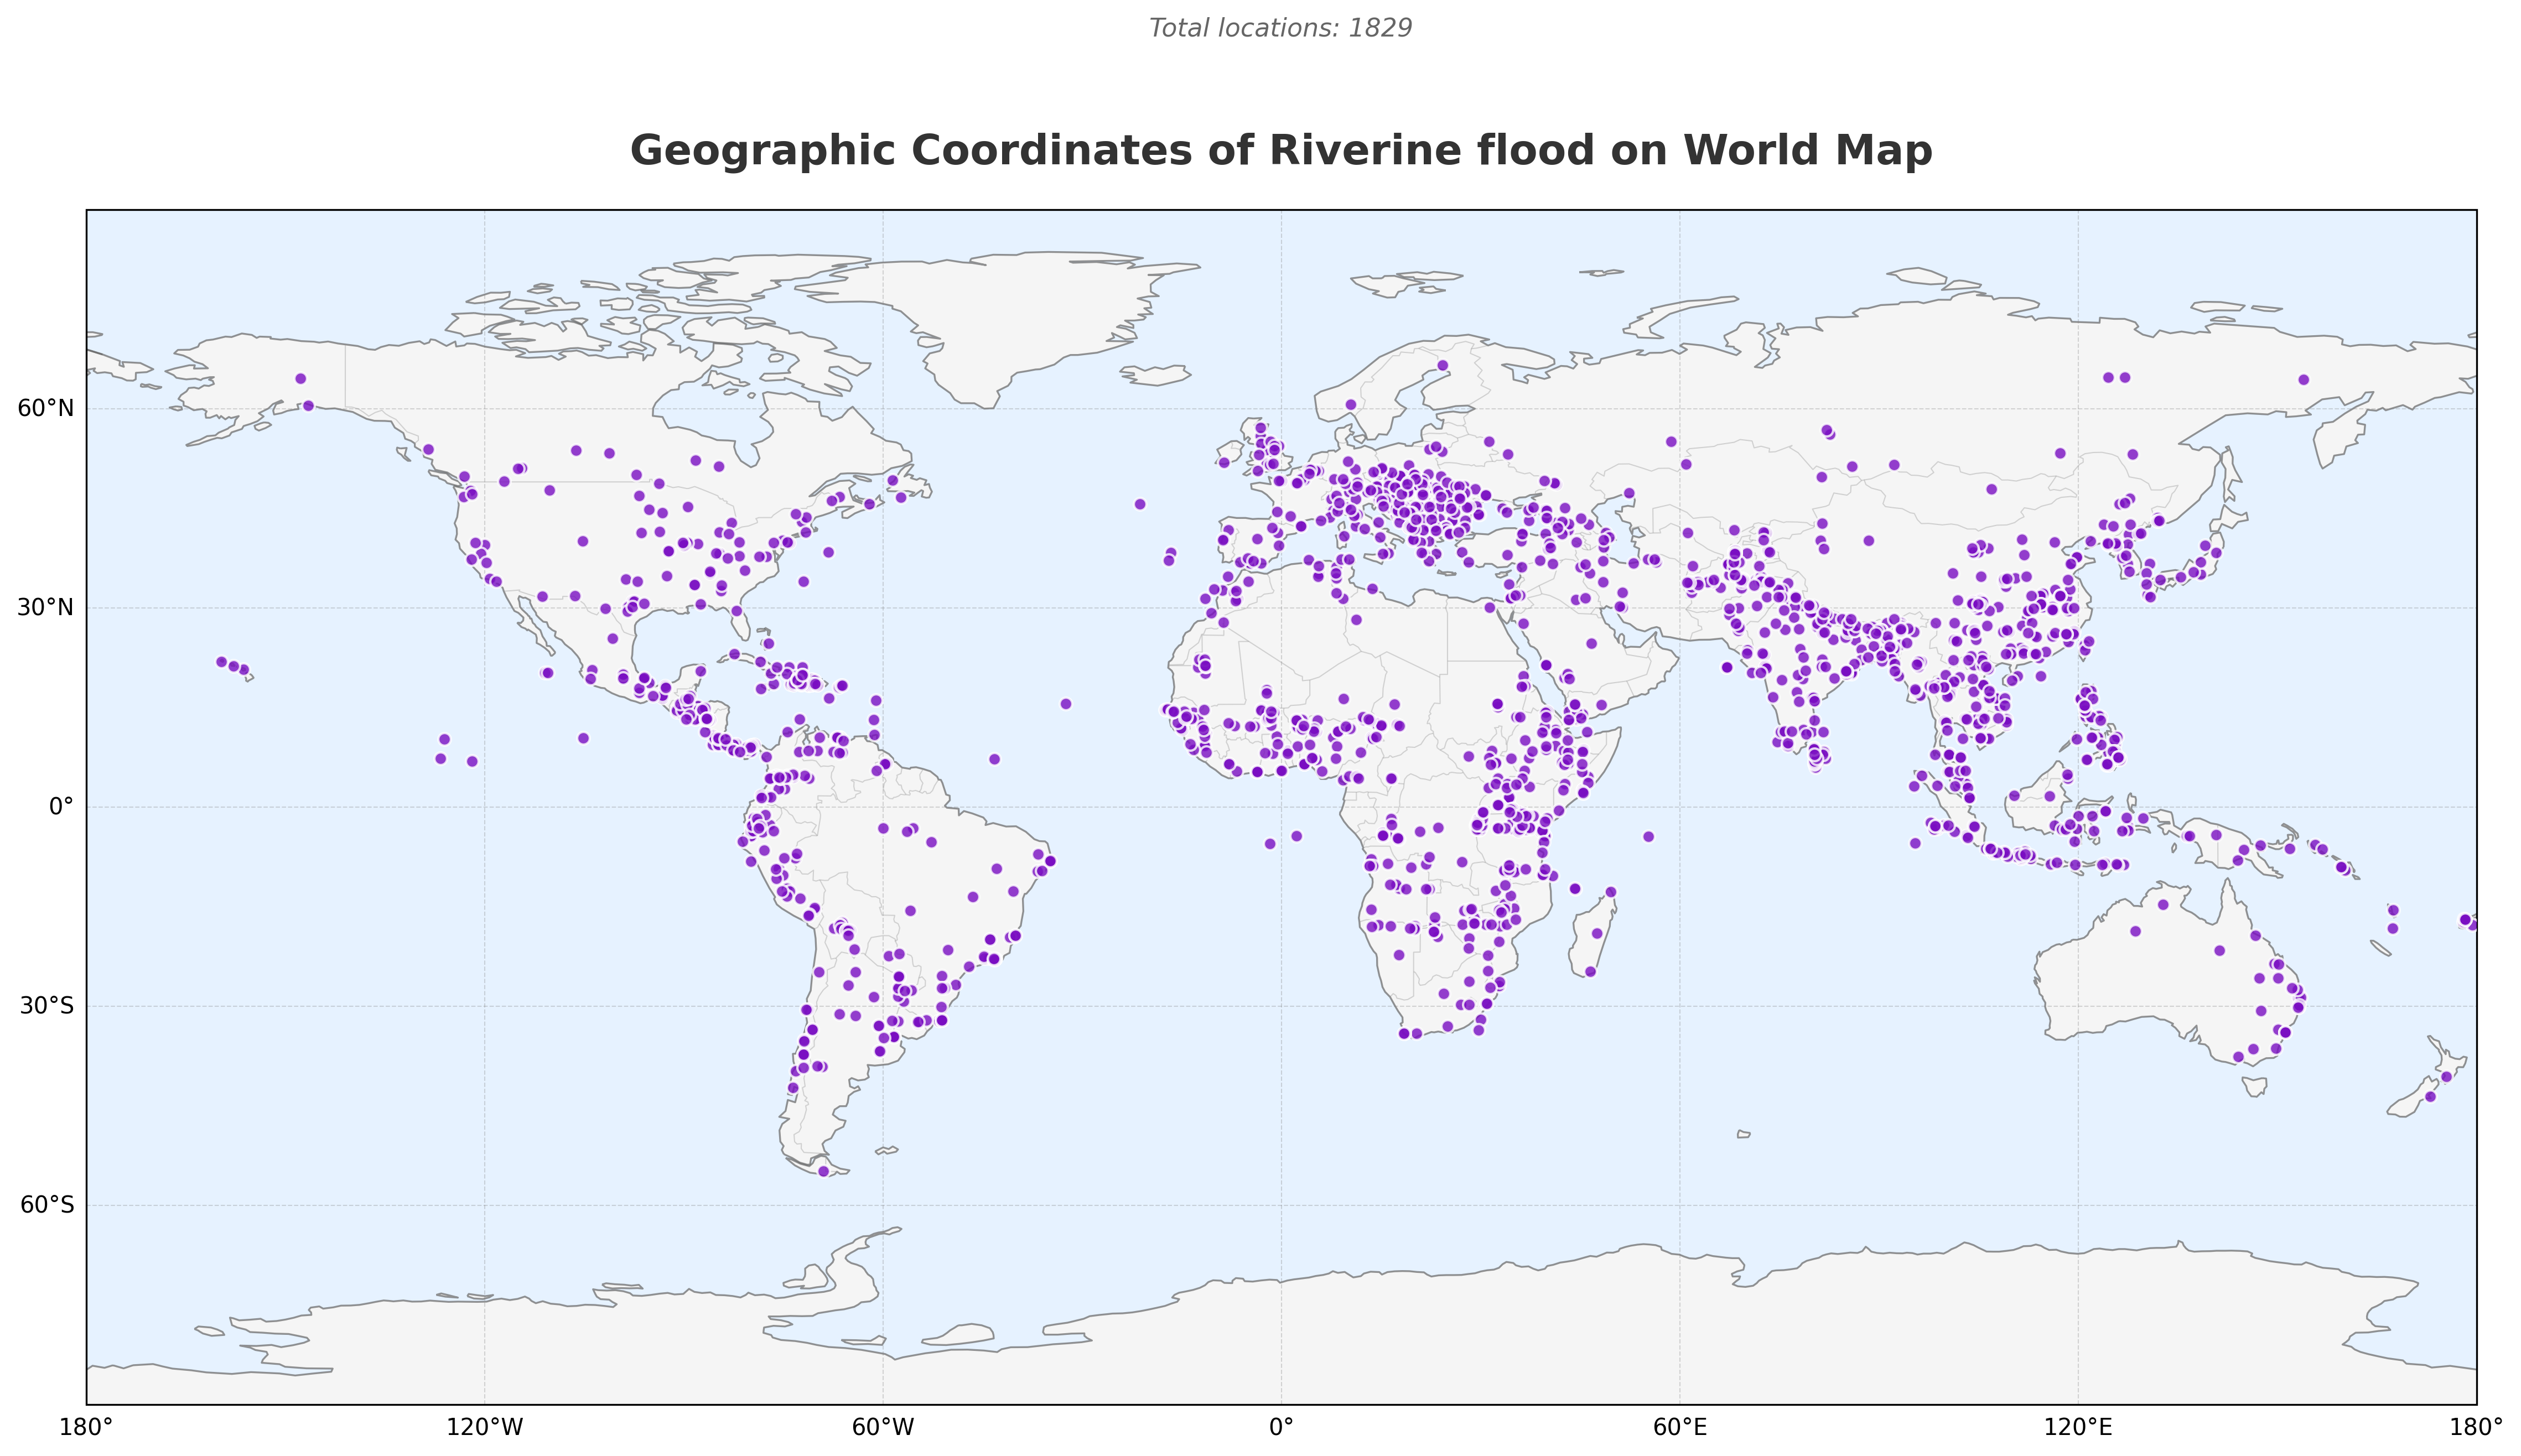 Total locations: 1829
Geographic Coordinates of Riverine flood on World Map
60°N
30°N
0°
30°S
60°S
180° 120°W 60°W 0° 60°E 120°E 180°